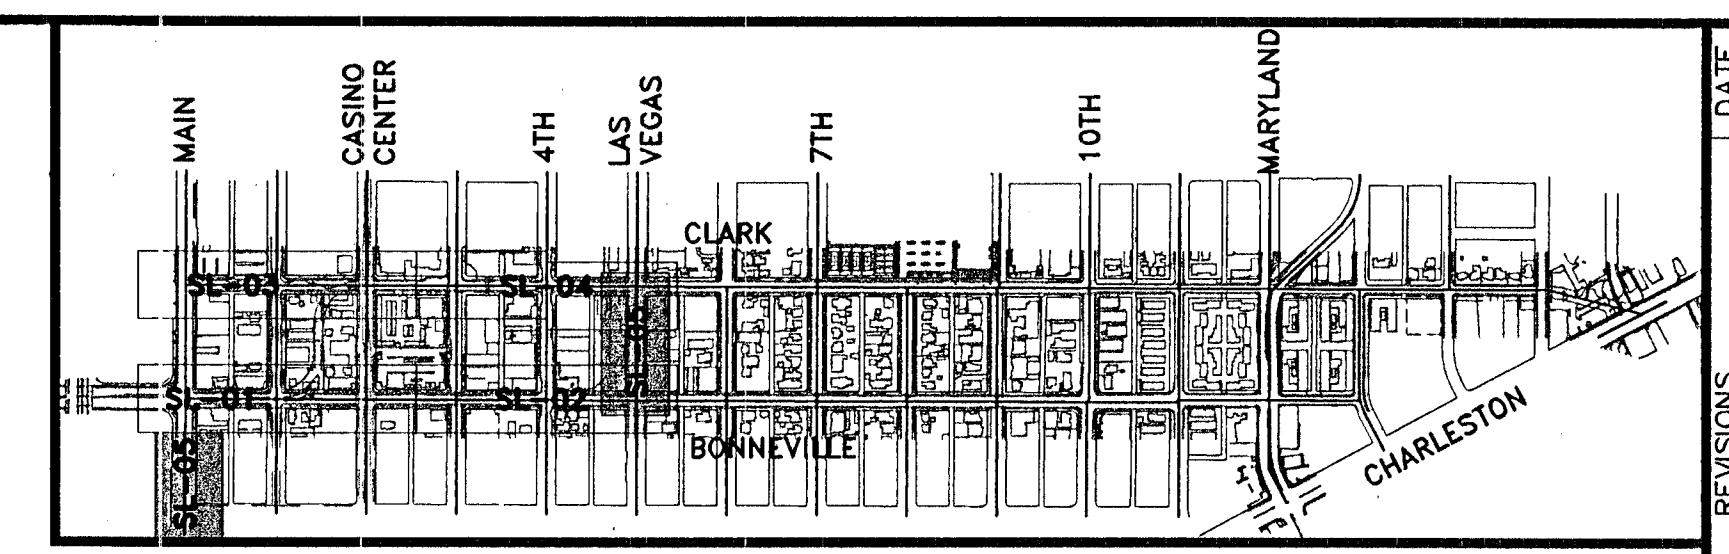 MAIN
CASINO
CENTER
4TH
LAS
VEGAS
7TH
10TH
MARYLAND
DATE
CLARK
SL-03
SL-04
SL-06
SL-01
SL-02
SL-05
BONNEVILLE
CHARLESTON
REVISIONS